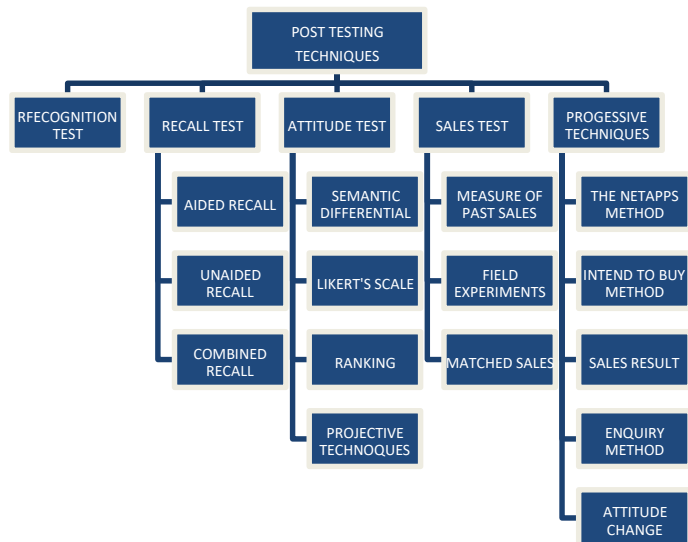 POST TESTING
TECHNIQUES
RFECOGNITION
TEST
RECALL TEST
ATTITUDE TEST
SALES TEST
PROGESSIVE
TECHNIQUES
AIDED RECALL
UNAIDED
RECALL
COMBINED
RECALL
SEMANTIC
DIFFERENTIAL
LIKERT'S SCALE
RANKING
PROJECTIVE
TECHNOQUES
MEASURE OF
PAST SALES
FIELD
EXPERIMENTS
MATCHED SALES
THE NETAPPS
METHOD
INTEND TO BUY
METHOD
SALES RESULT
ENQUIRY
METHOD
ATTITUDE
CHANGE